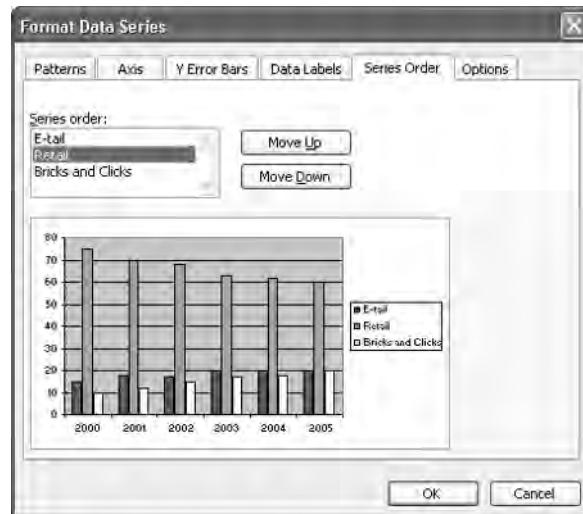 Format Data Series
Patterns Axis Y Error Bars Data Labels Series Order Options
Series order:
E-tail
Retail
Bricks and Clicks
Move Up
Move Down
80
70
60
50
40
30
20
10
0
2000 2001 2002 2003 2004 2005
E-tail
Retail
Bricks and Clicks
OK Cancel